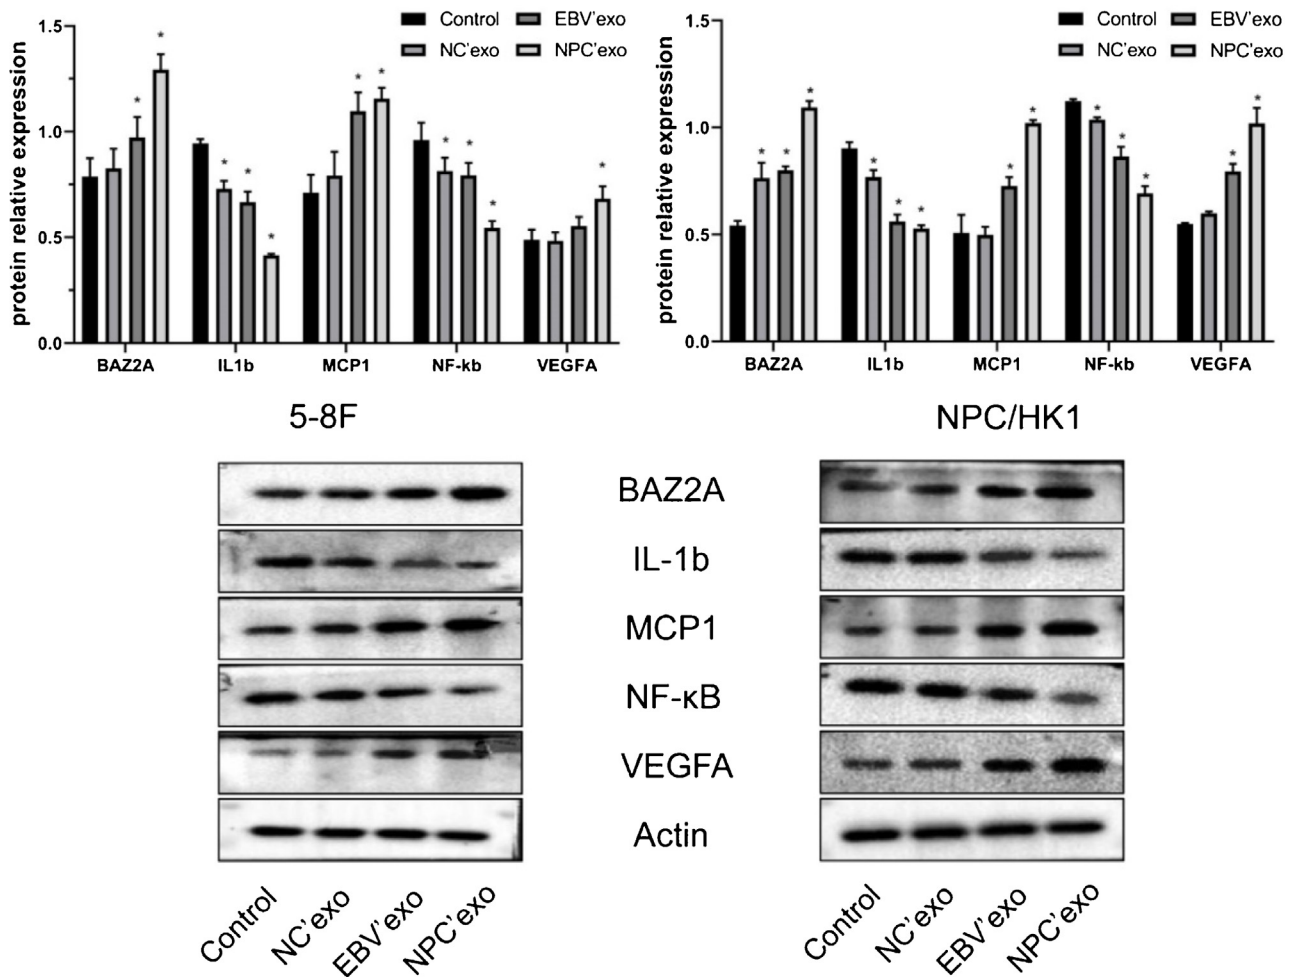 1.5
1.0
0.5
0.0
protein relative expression
Control
EBV'exo
NC'exo
NPC'exo
*
*
*
*
*
*
*
*
*
*
*
BAZ2A
IL1b
MCP1
NF-kb
VEGFA
1.5
1.0
0.5
0.0
protein relative expression
Control
EBV'exo
NC'exo
NPC'exo
*
*
*
*
*
*
*
*
*
*
*
*
*
BAZ2A
IL1b
MCP1
NF-kb
VEGFA
5-8F
NPC/HK1
BAZ2A
IL-1b
MCP1
NF-κB
VEGFA
Actin
Control
NC'exo
EBV'exo
NPC'exo
Control
NC'exo
EBV'exo
NPC'exo